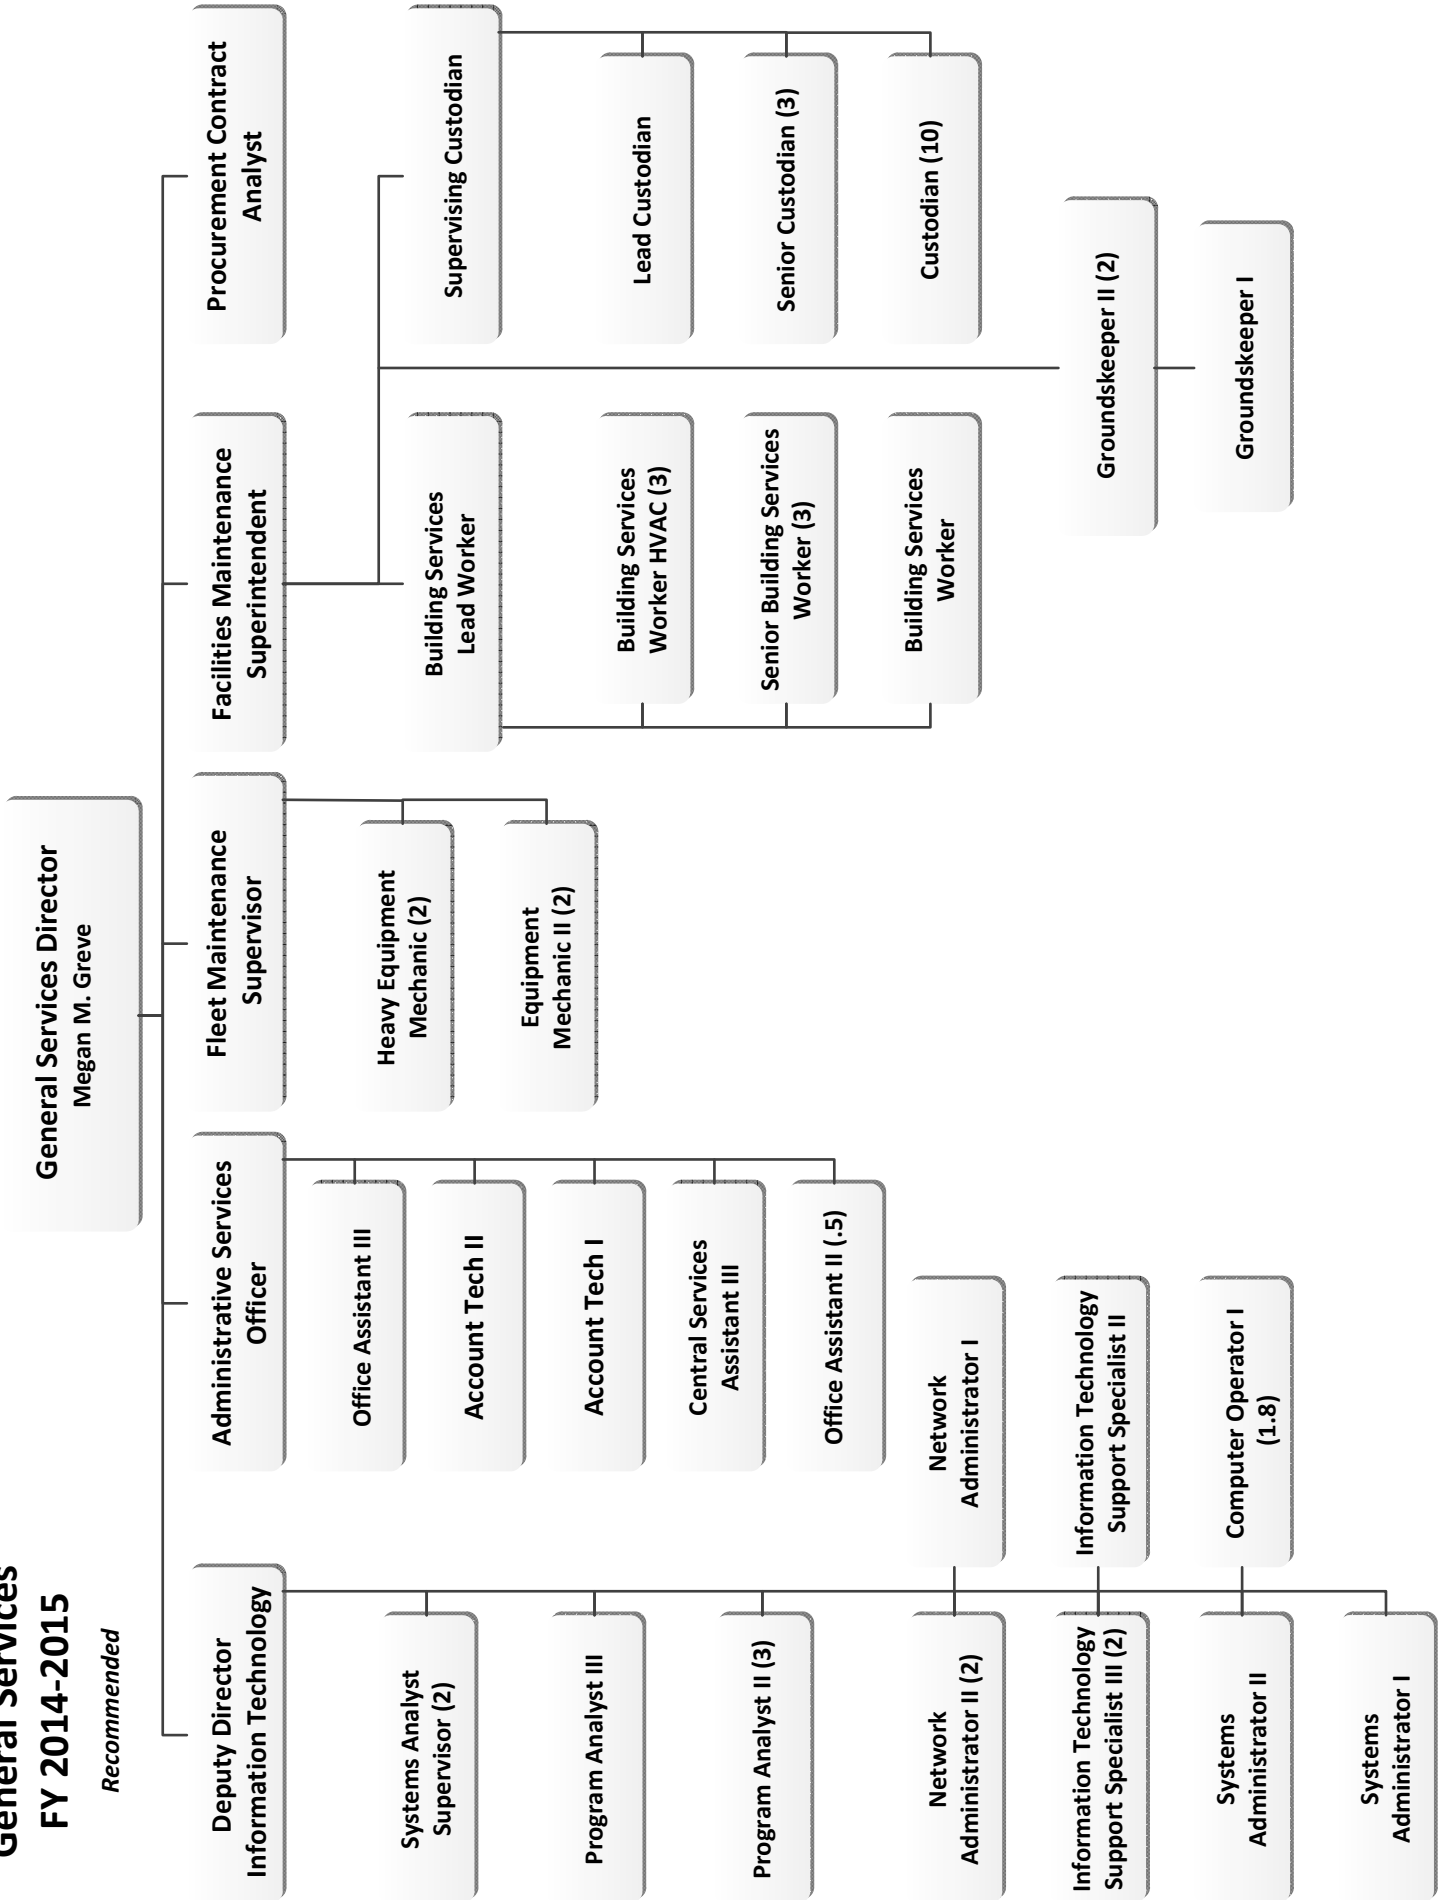 General Services
FY 2014-2015
Recommended
General Services Director
Megan M. Greve
Deputy Director
Information Technology
Systems Analyst
Supervisor (2)
Program Analyst III
Program Analyst II (3)
Network
Administrator II (2)
Network
Administrator I
Information Technology
Support Specialist III (2)
Information Technology
Support Specialist II
Systems
Administrator II
Computer Operator I
(1.8)
Systems
Administrator I
Administrative Services
Officer
Office Assistant III
Account Tech II
Account Tech I
Central Services
Assistant III
Office Assistant II (.5)
Fleet Maintenance
Supervisor
Heavy Equipment
Mechanic (2)
Equipment
Mechanic II (2)
Facilities Maintenance
Superintendent
Building Services
Lead Worker
Building Services
Worker HVAC (3)
Senior Building Services
Worker (3)
Building Services
Worker
Supervising Custodian
Lead Custodian
Senior Custodian (3)
Custodian (10)
Groundskeeper II (2)
Groundskeeper I
Procurement Contract
Analyst